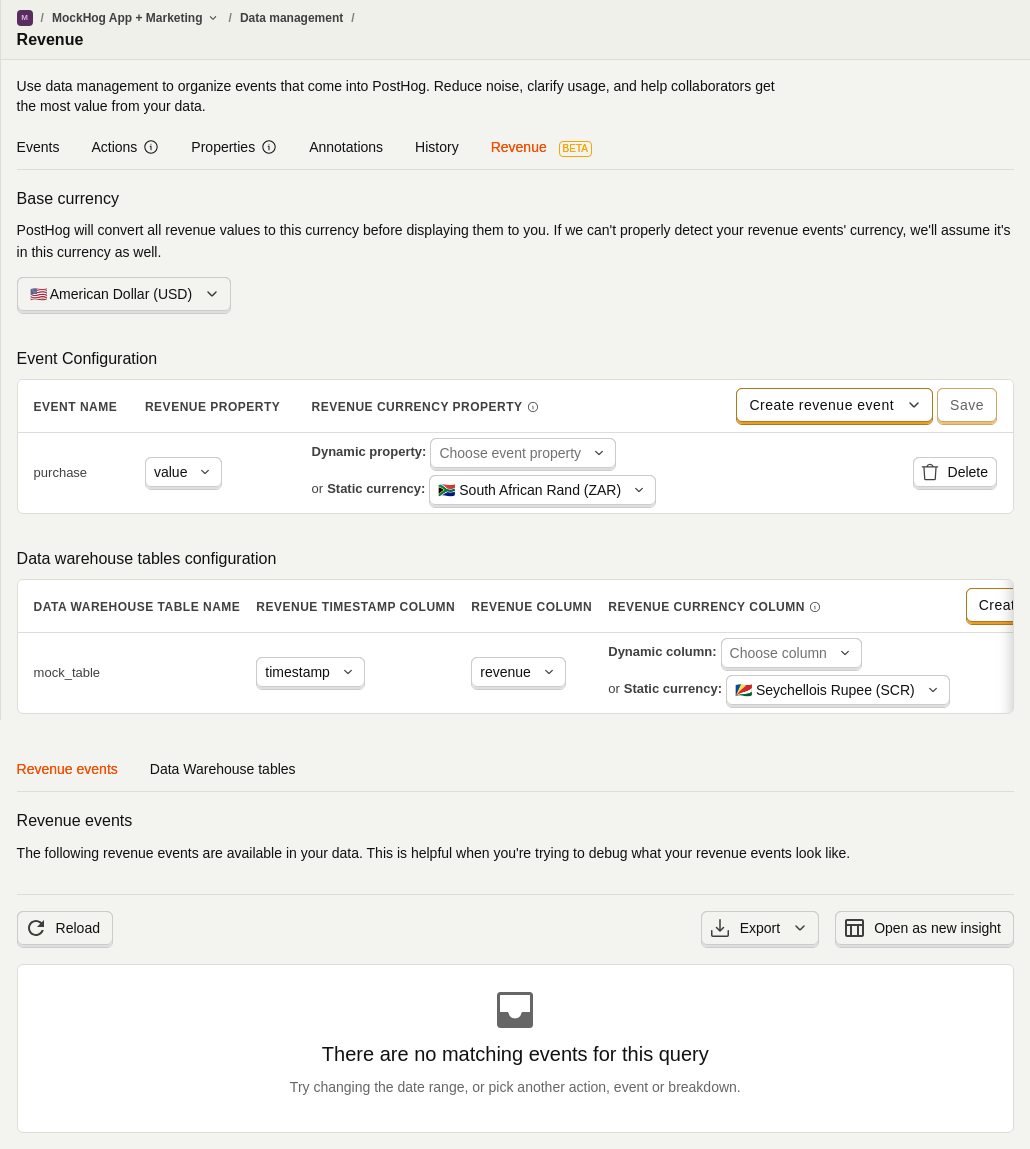 M / MockHog App + Marketing / Data management /
Revenue
Use data management to organize events that come into PostHog. Reduce noise, clarify usage, and help collaborators get
the most value from your data.
Events Actions Properties Annotations History Revenue BETA
Base currency
PostHog will convert all revenue values to this currency before displaying them to you. If we can't properly detect your revenue events' currency, we'll assume it's
in this currency as well.
🇺🇸 American Dollar (USD)
Event Configuration
EVENT NAME REVENUE PROPERTY REVENUE CURRENCY PROPERTY Create revenue event Save
Dynamic property: Choose event property
purchase value Delete
or Static currency: 🇿🇦 South African Rand (ZAR)
Data warehouse tables configuration
DATA WAREHOUSE TABLE NAME REVENUE TIMESTAMP COLUMN REVENUE COLUMN REVENUE CURRENCY COLUMN Creat
Dynamic column: Choose column
mock_table timestamp revenue
or Static currency: 🇸🇨 Seychellois Rupee (SCR)
Revenue events Data Warehouse tables
Revenue events
The following revenue events are available in your data. This is helpful when you're trying to debug what your revenue events look like.
Reload Export Open as new insight
There are no matching events for this query
Try changing the date range, or pick another action, event or breakdown.